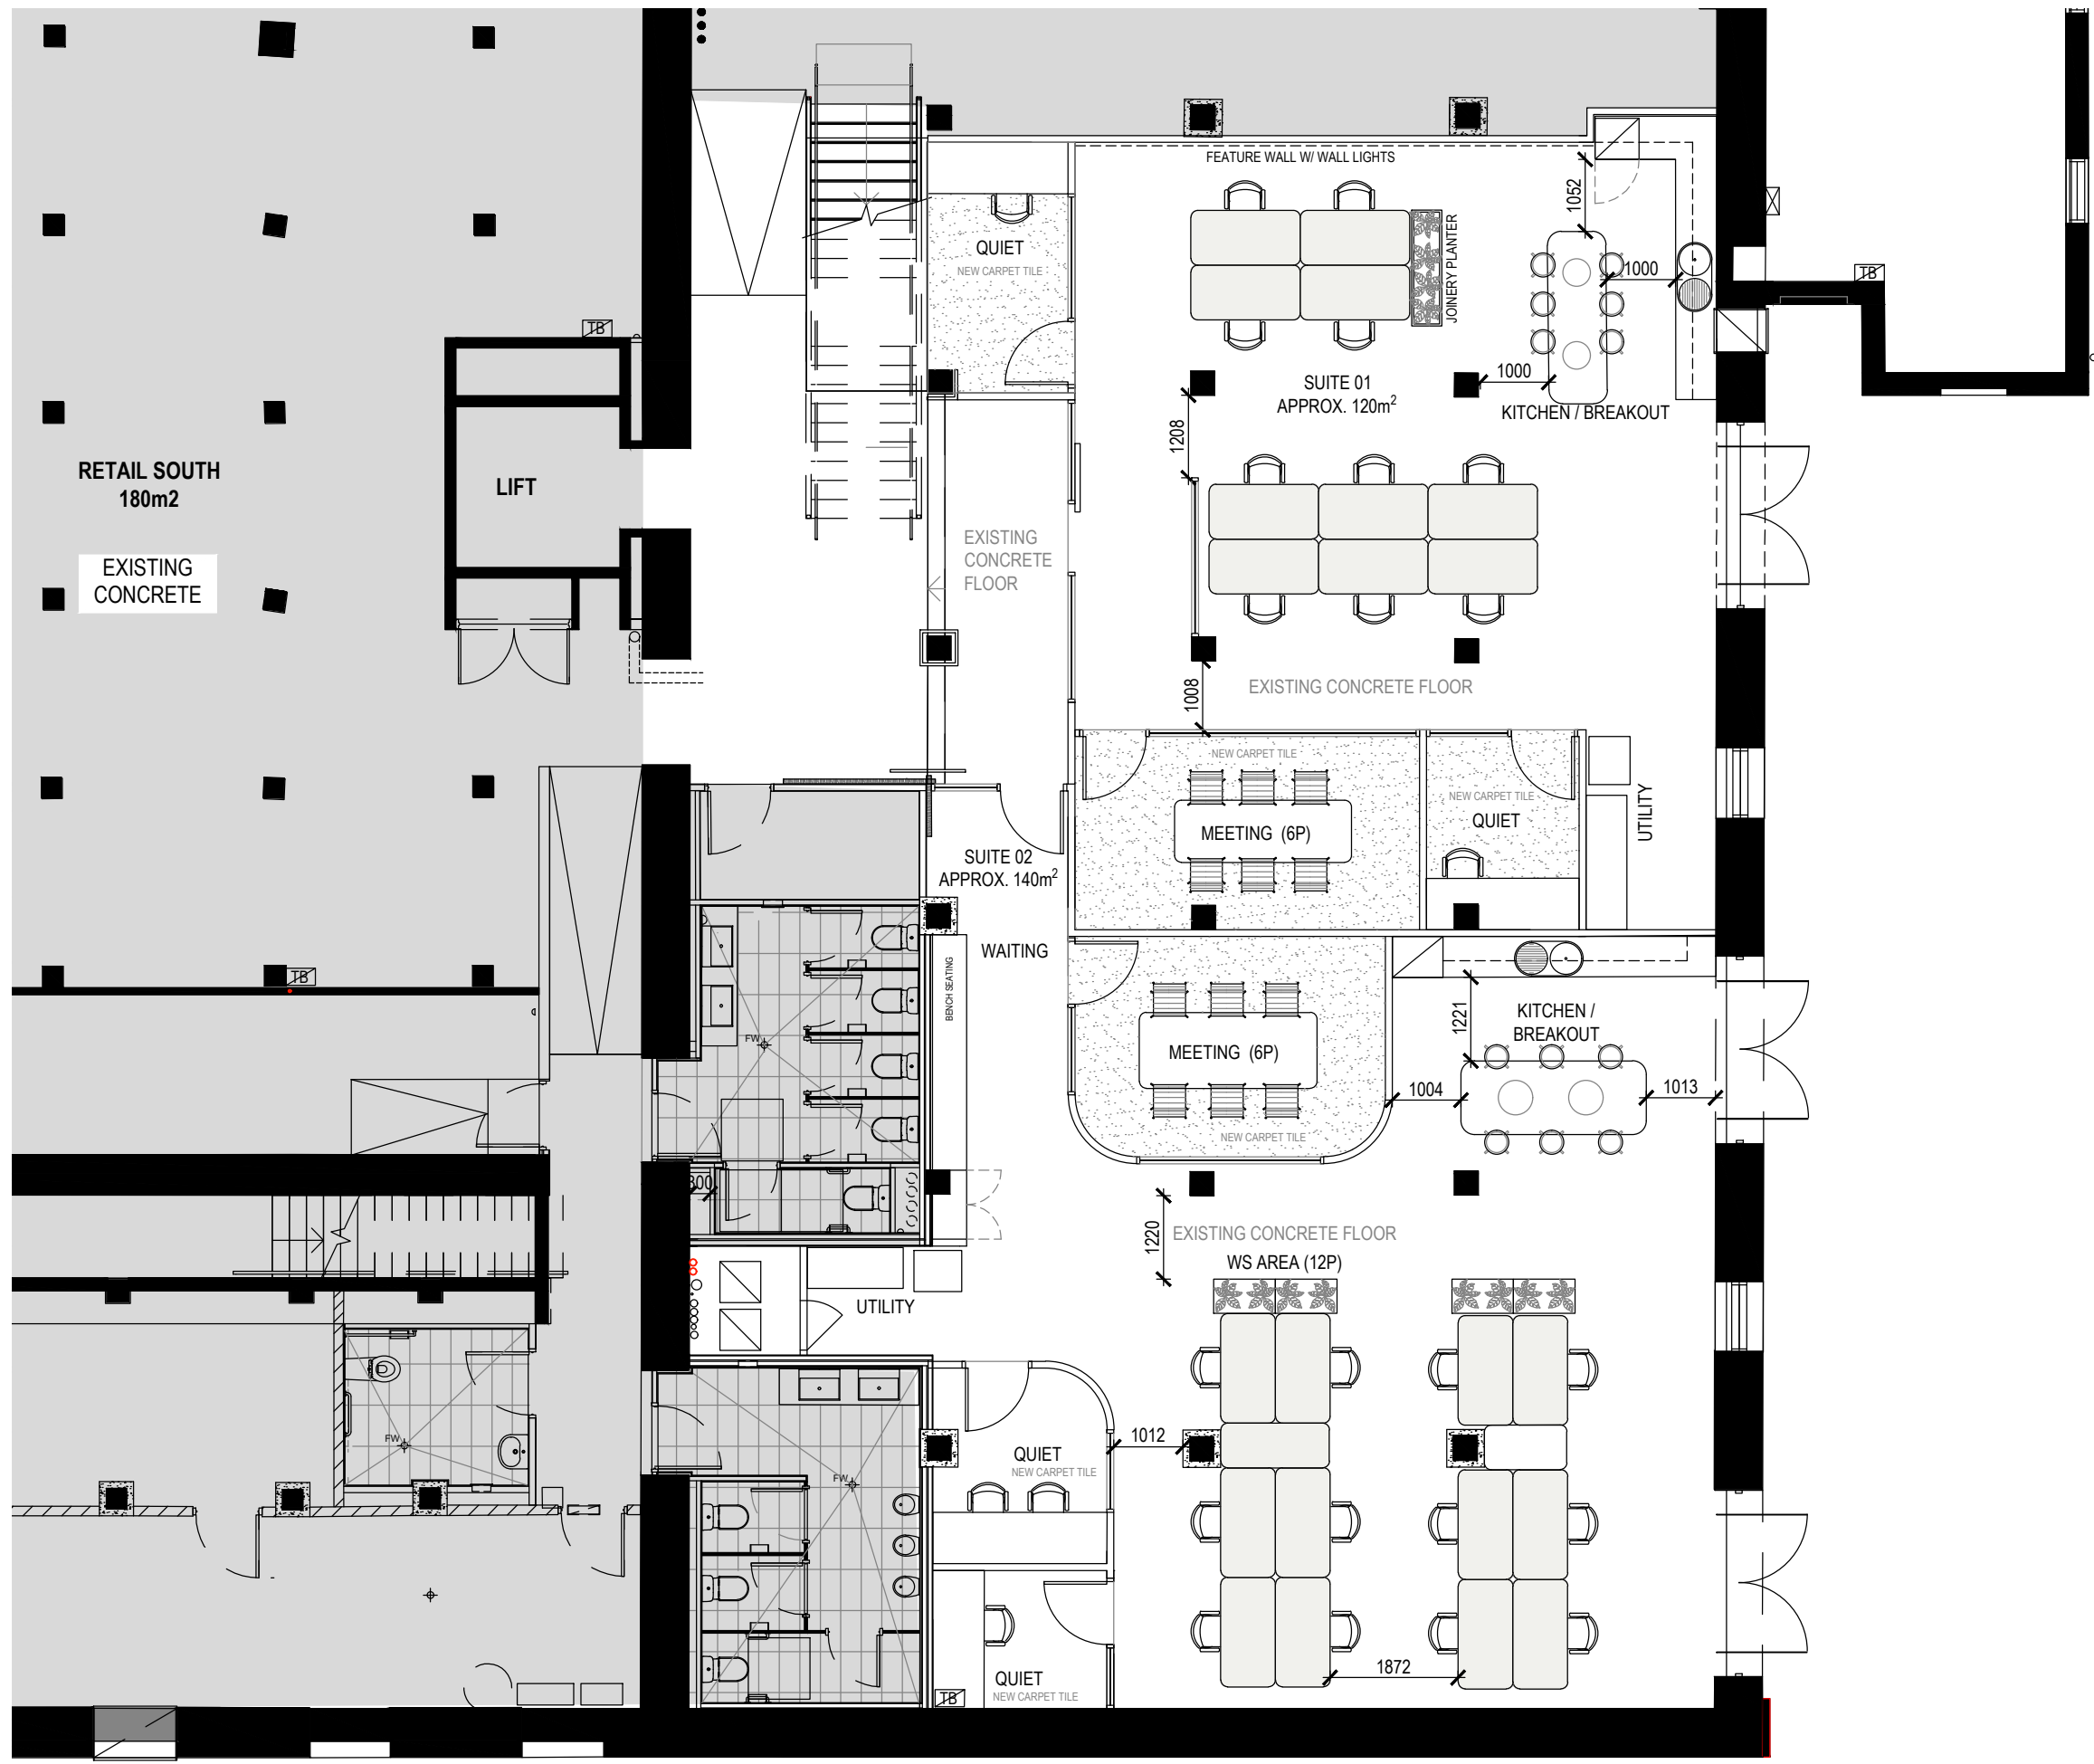 FEATURE WALL W/ WALL LIGHTS
1052
QUIET
NEW CARPET TILE
JOINERY PLANTER
1000
TB
TB
1000
SUITE 01
APPROX. 120m²
KITCHEN / BREAKOUT
1208
RETAIL SOUTH
180m2
LIFT
EXISTING
CONCRETE
EXISTING
CONCRETE
FLOOR
1008
EXISTING CONCRETE FLOOR
NEW CARPET TILE
MEETING (6P)
NEW CARPET TILE
QUIET
UTILITY
SUITE 02
APPROX. 140m²
WAITING
BENCH SEATING
TB
FW
MEETING (6P)
NEW CARPET TILE
1221
KITCHEN /
BREAKOUT
1004
1013
300
1220
EXISTING CONCRETE FLOOR
WS AREA (12P)
UTILITY
FW
FW
QUIET
NEW CARPET TILE
1012
QUIET
NEW CARPET TILE
TB
1872